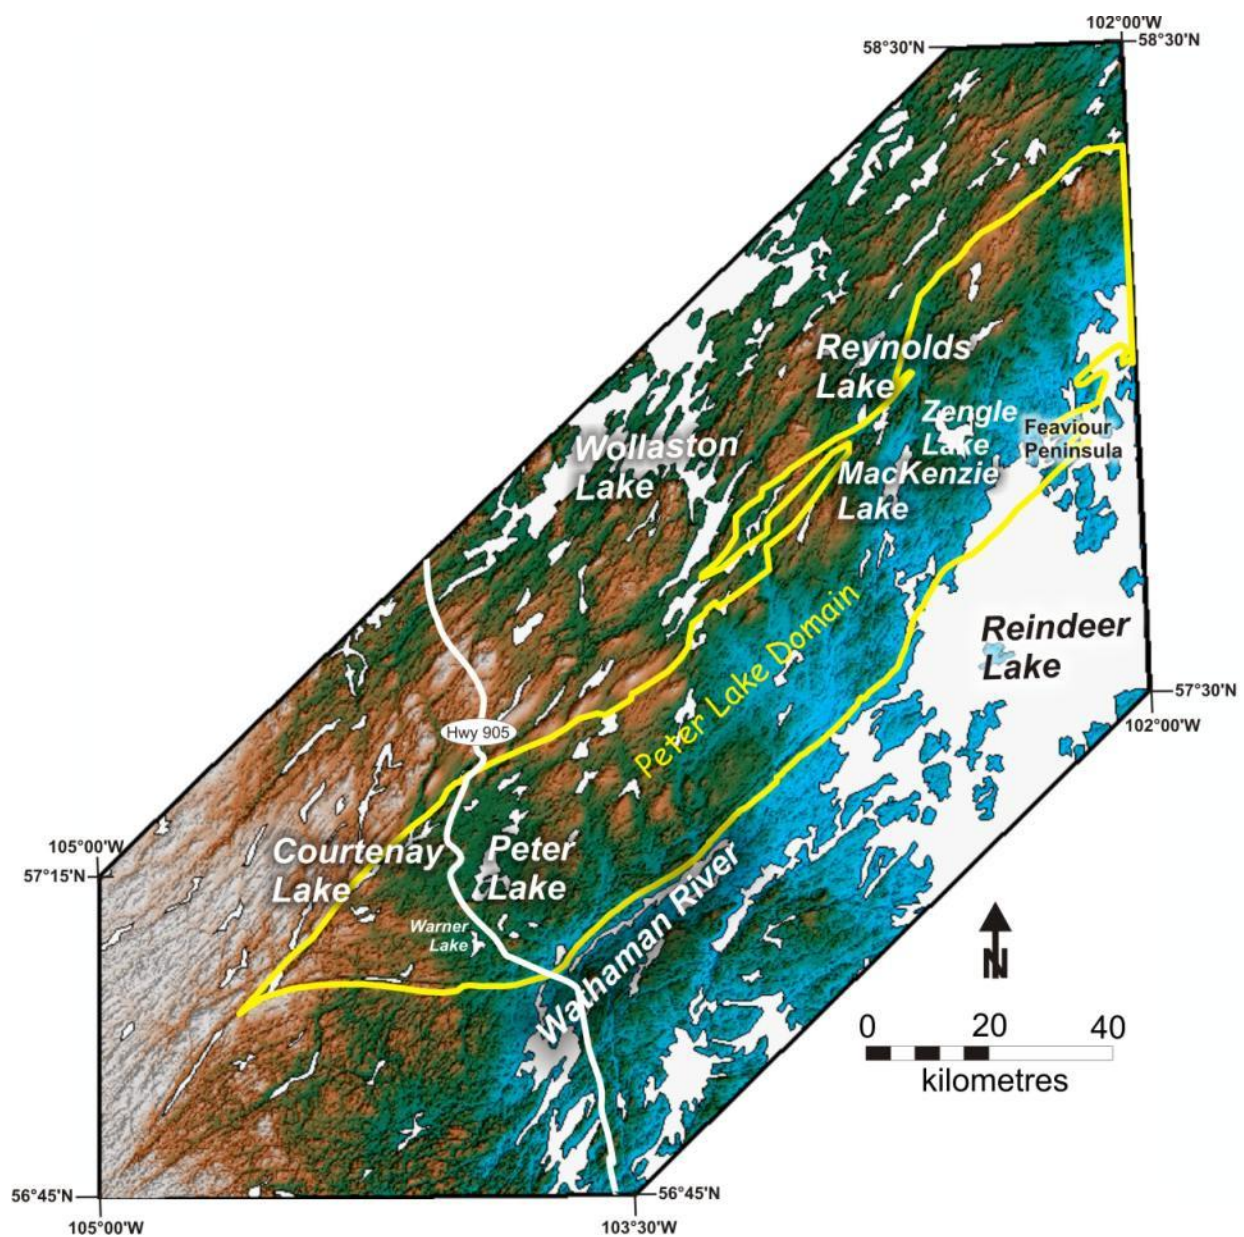 102°00'W
58°30'N
58°30'N
Reynolds
Lake
Zengle
Lake
Feaviour
Peninsula
Wollaston
Lake
MacKenzie
Lake
Peter Lake Domain
Reindeer
Lake
57°30'N
102°00'W
Hwy 905
105°00'W
57°15'N
Courtenay
Lake
Peter
Lake
Warner
Lake
Wathaman River
N
0 20 40
kilometres
56°45'N
56°45'N
105°00'W
103°30'W